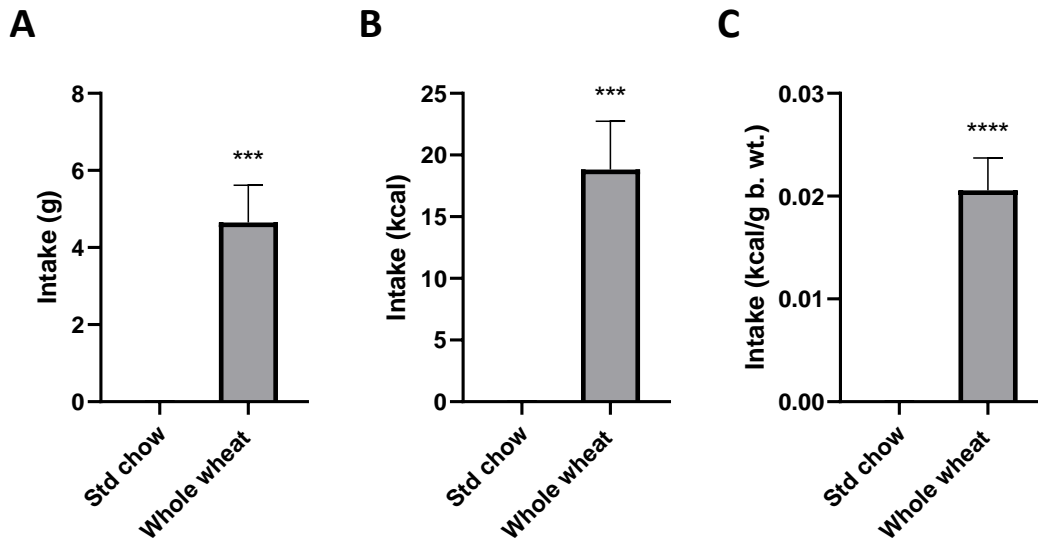 A
Intake (g)
8
6
4
2
0
***
Std chow
Whole wheat
B
Intake (kcal)
25
20
15
10
5
0
***
Std chow
Whole wheat
C
Intake (kcal/g b. wt.)
0.03
0.02
0.01
0.00
****
Std chow
Whole wheat